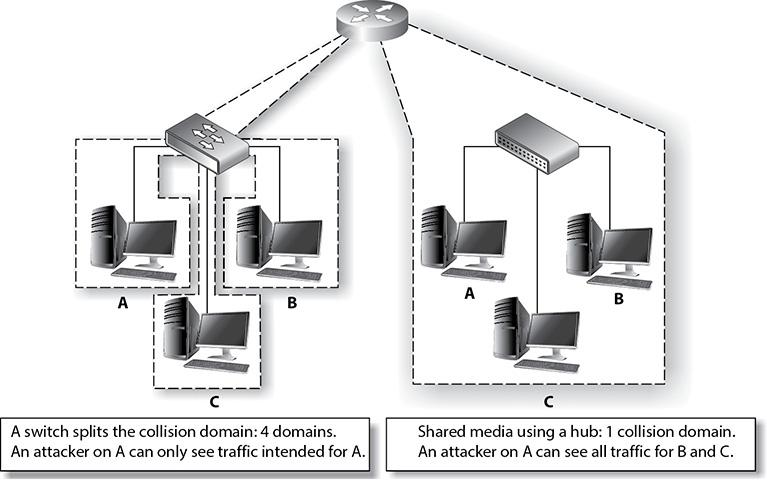 A
B
C
A
B
C
A switch splits the collision domain: 4 domains.
An attacker on A can only see traffic intended for A.
Shared media using a hub: 1 collision domain.
An attacker on A can see all traffic for B and C.